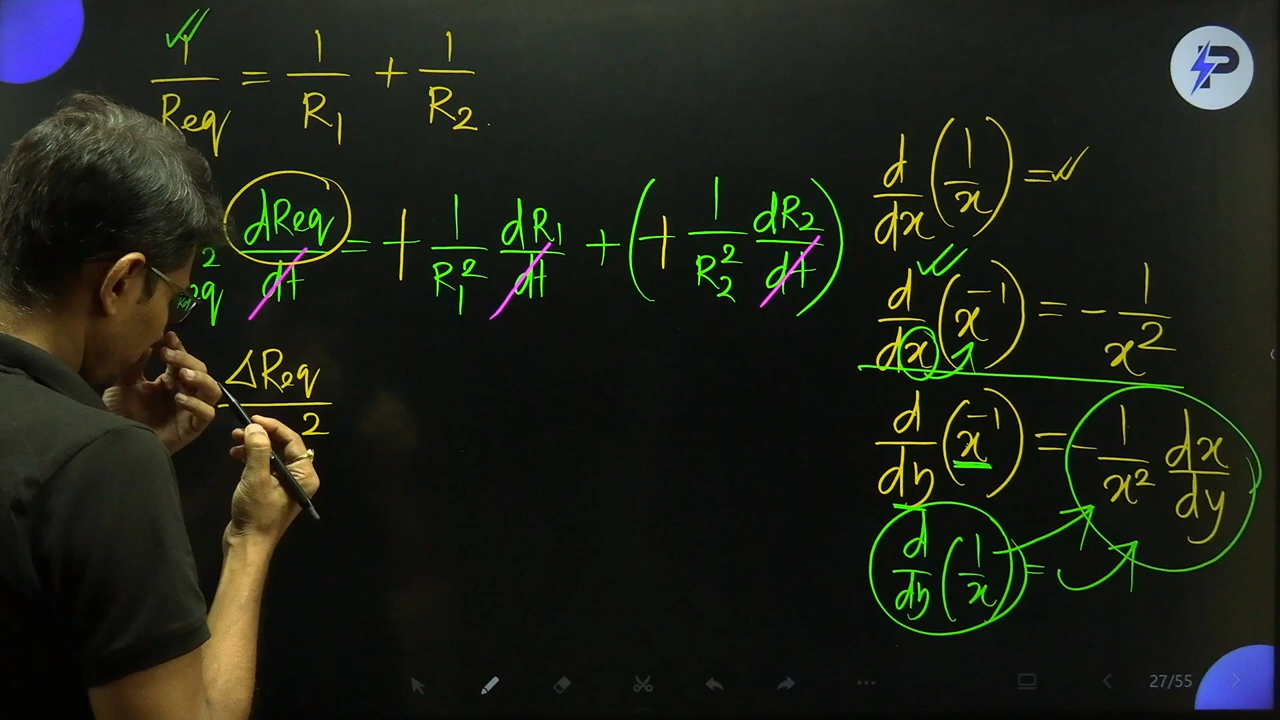 1/Req = 1/R₁ + 1/R₂.
dReq/dt = + 1/R₁² dR₁/dt + (+ 1/R₂² dR₂/dt)
ΔReq/ ²
d/dx (1/x) =
d/dx (x⁻¹) = - 1/x²
d/dy (x⁻¹) = - 1/x² dx/dy
d/dy (1/x) =
P
27/55